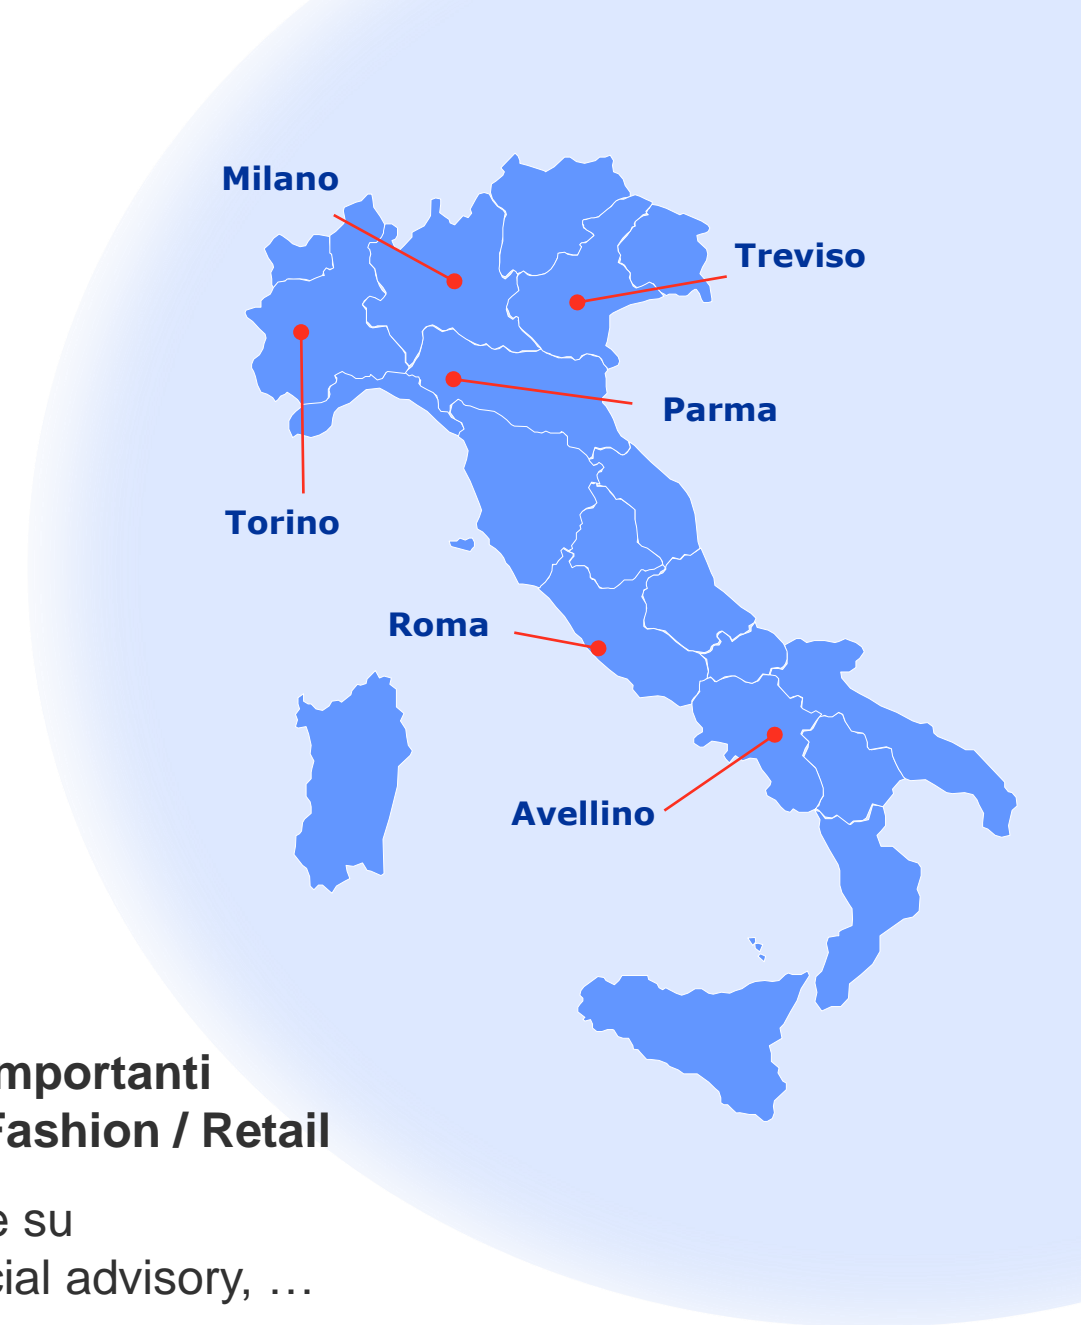 Milano
Treviso
Parma
Torino
Roma
Avellino
mportanti
Fashion / Retail
e su
cial advisory, …